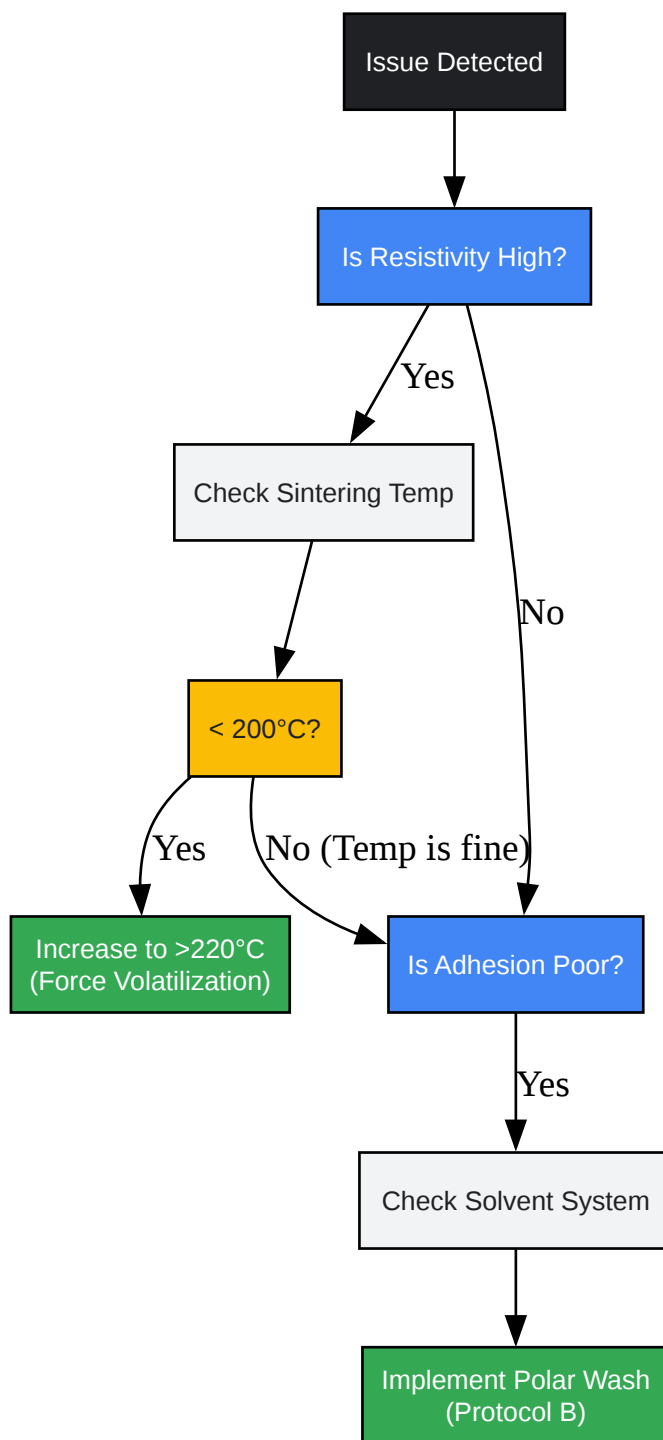 Issue Detected
Is Resistivity High?
Yes
Check Sintering Temp
No
< 200°C?
Yes
No (Temp is fine)
Increase to >220°C
(Force Volatilization)
Is Adhesion Poor?
Yes
Check Solvent System
Implement Polar Wash
(Protocol B)